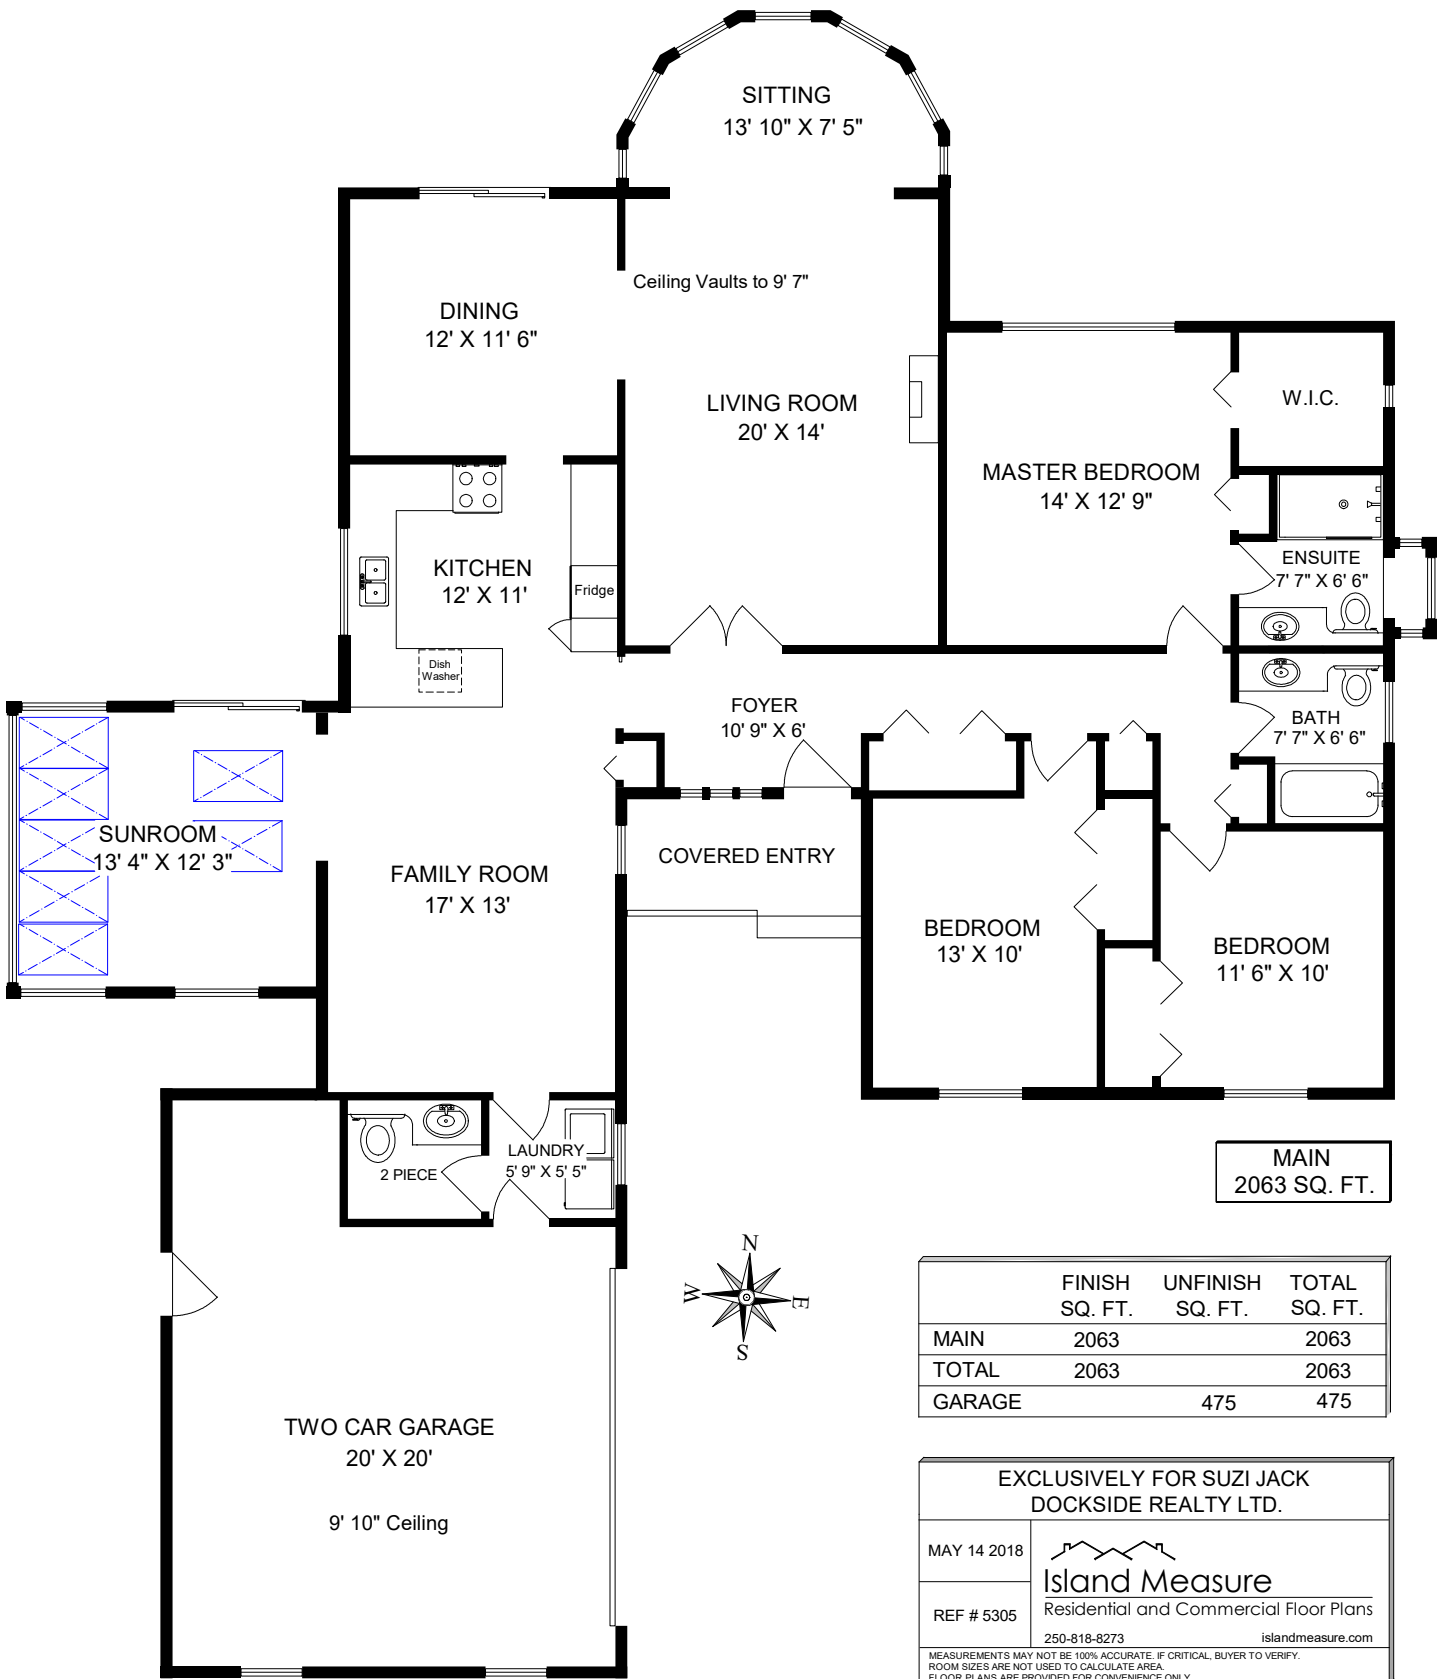 SITTING
13' 10" X 7' 5"
Ceiling Vaults to 9' 7"
DINING
12' X 11' 6"
LIVING ROOM
20' X 14'
W.I.C.
MASTER BEDROOM
14' X 12' 9"
KITCHEN
12' X 11'
Fridge
ENSUITE
7' 7" X 6' 6"
Dish
Washer
FOYER
10' 9" X 6'
BATH
7' 7" X 6' 6"
SUNROOM
13' 4" X 12' 3"
COVERED ENTRY
FAMILY ROOM
17' X 13'
BEDROOM
13' X 10'
BEDROOM
11' 6" X 10'
LAUNDRY
5' 9" X 5' 5"
2 PIECE
MAIN
2063 SQ. FT.
N
W
E
S
FINISH UNFINISH TOTAL
SQ. FT. SQ. FT. SQ. FT.
MAIN 2063 2063
TOTAL 2063 2063
GARAGE 475 475
TWO CAR GARAGE
20' X 20'
9' 10" Ceiling
EXCLUSIVELY FOR SUZI JACK
DOCKSIDE REALTY LTD.
MAY 14 2018
REF # 5305
Island Measure
Residential and Commercial Floor Plans
250-818-8273 islandmeasure.com
MEASUREMENTS MAY NOT BE 100% ACCURATE. IF CRITICAL, BUYER TO VERIFY.
ROOM SIZES ARE NOT USED TO CALCULATE AREA.
FLOOR PLANS ARE PROVIDED FOR CONVENIENCE ONLY